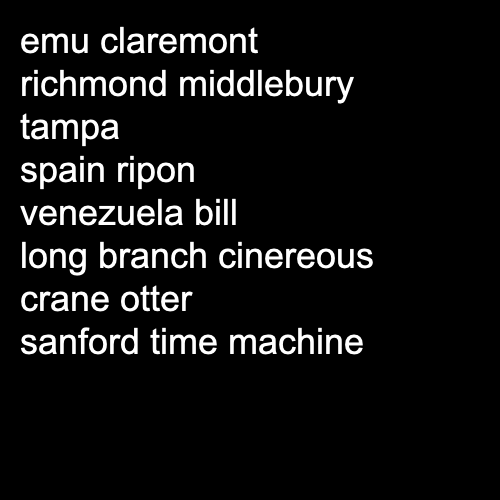 emu claremont
richmond middlebury
tampa
spain ripon
venezuela bill
long branch cinereous
crane otter
sanford time machine